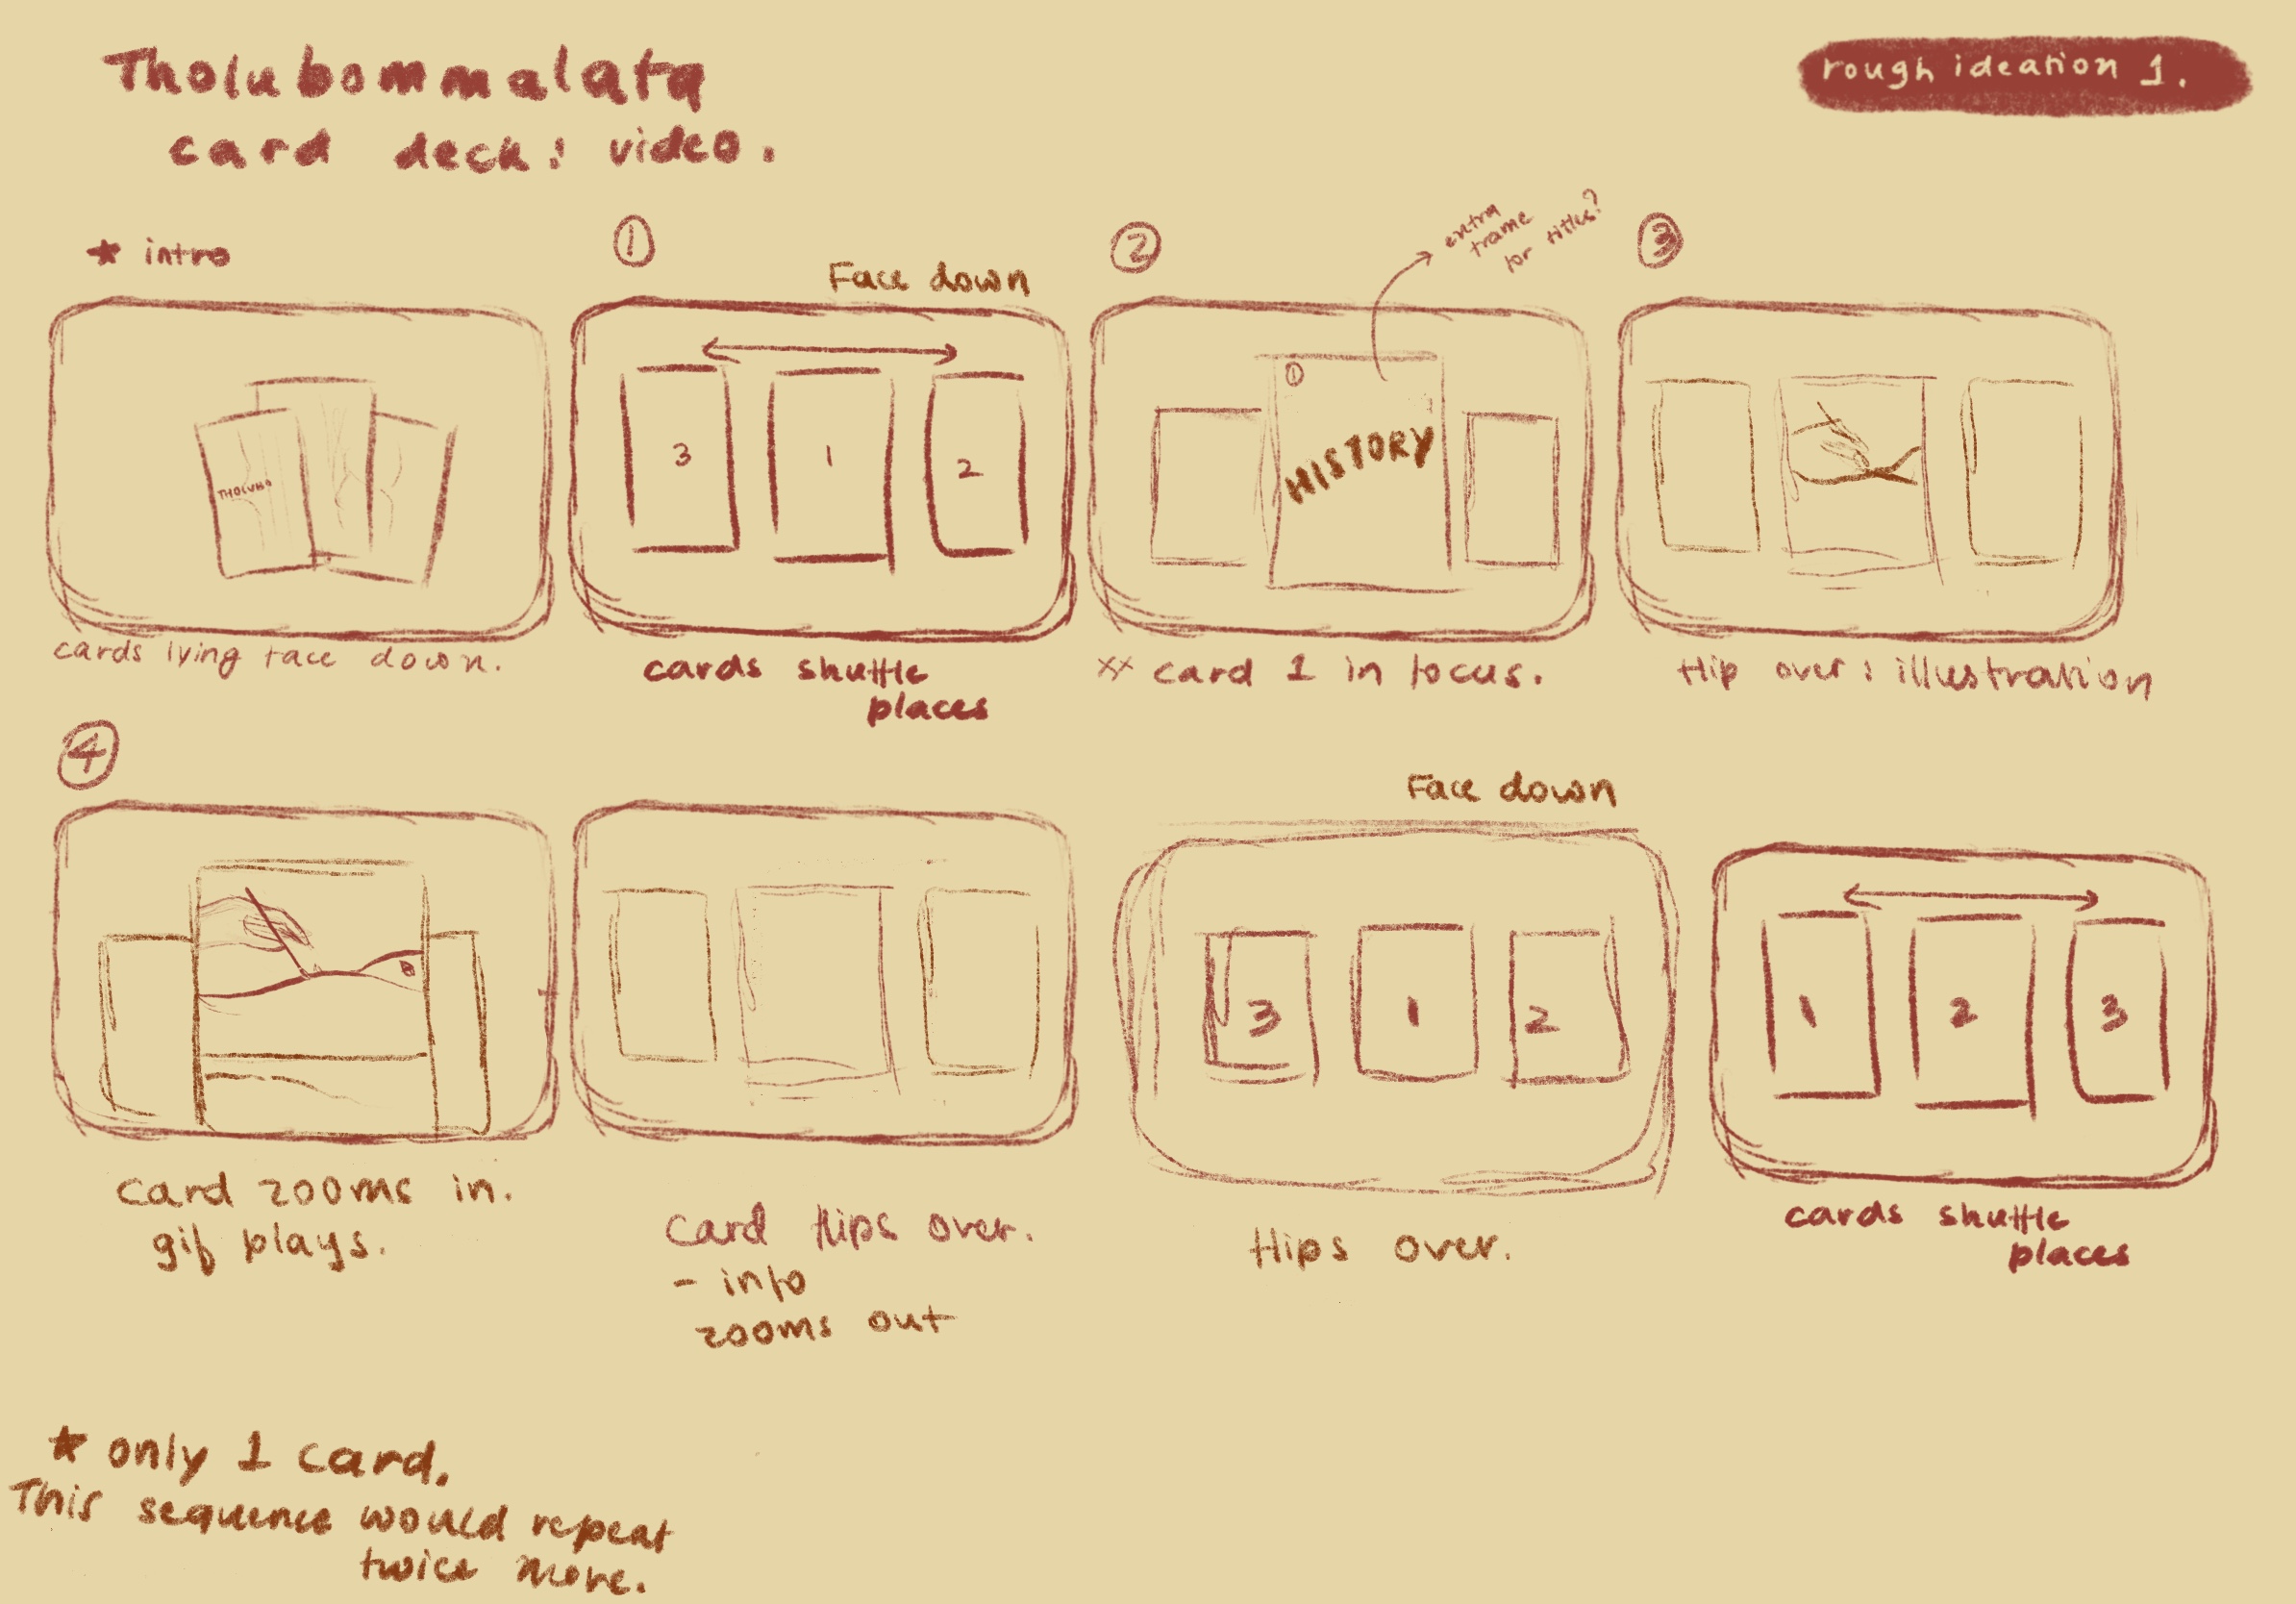 Tholubommalata
card deck: video.
rough ideation 1.
★ intro
cards lying face down.
THOLUBO
①
Face down
3 1 2
cards shuffle
places
②
extra
frame
for titles?
①
HISTORY
xx card 1 in focus.
③
flip over: illustration
④
Card zooms in.
gif plays.
Card flips over.
- info
zooms out
Face down
3 1 2
flips over.
1 2 3
cards shuffle
places
★ only 1 card.
This sequence would repeat
twice more.